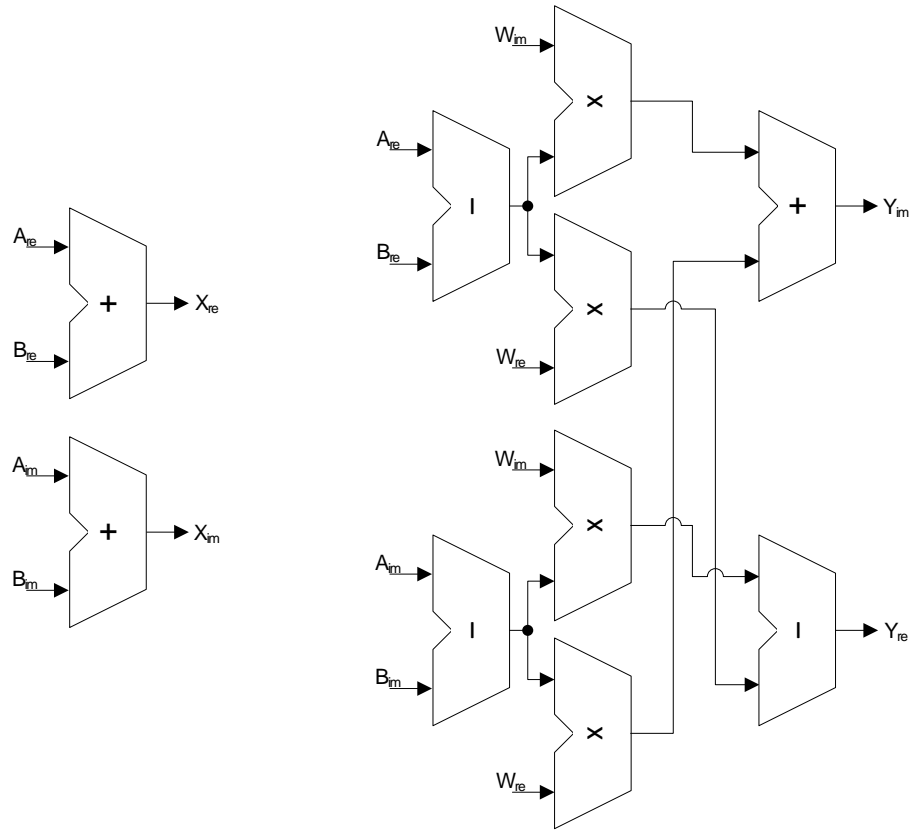 W_im
×
A_re
–
B_re
+
Y_im
×
W_re
A_re
+
X_re
B_re
A_im
+
X_im
B_im
W_im
×
A_im
–
B_im
–
Y_re
×
W_re